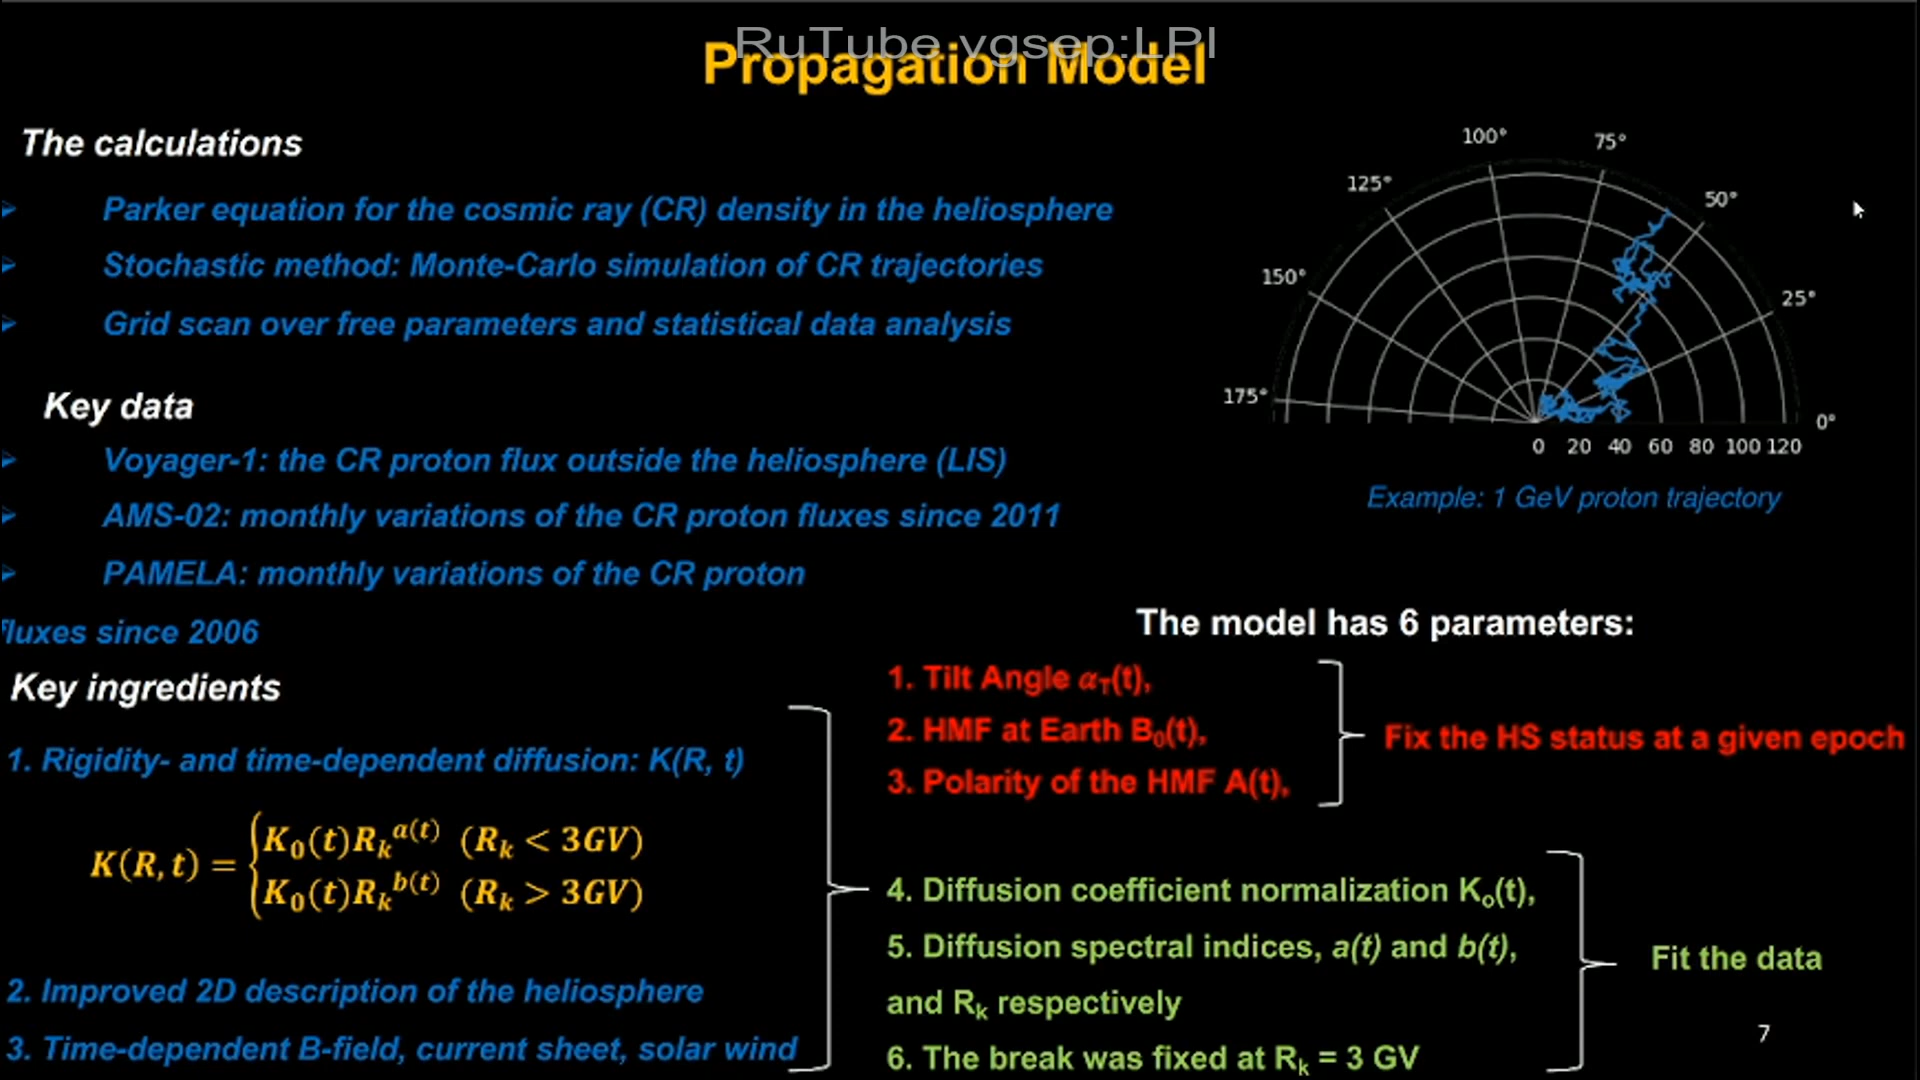 RuTube vgsep:LPI
Propagation Model
The calculations
Parker equation for the cosmic ray (CR) density in the heliosphere
Stochastic method: Monte-Carlo simulation of CR trajectories
Grid scan over free parameters and statistical data analysis
Key data
Voyager-1: the CR proton flux outside the heliosphere (LIS)
AMS-02: monthly variations of the CR proton fluxes since 2011
PAMELA: monthly variations of the CR proton
fluxes since 2006
Key ingredients
1. Rigidity- and time-dependent diffusion: K(R, t)
K(R, t) = { K₀(t)Rₖ^a(t) (Rₖ < 3GV)
K₀(t)Rₖ^b(t) (Rₖ > 3GV)
2. Improved 2D description of the heliosphere
3. Time-dependent B-field, current sheet, solar wind
100° 75°
125° 50°
150° 25°
175° 0°
0 20 40 60 80 100 120
Example: 1 GeV proton trajectory
The model has 6 parameters:
1. Tilt Angle α_T(t),
2. HMF at Earth B₀(t),
3. Polarity of the HMF A(t),
Fix the HS status at a given epoch
4. Diffusion coefficient normalization Kₒ(t),
5. Diffusion spectral indices, a(t) and b(t),
and Rₖ respectively
6. The break was fixed at Rₖ = 3 GV
Fit the data
7